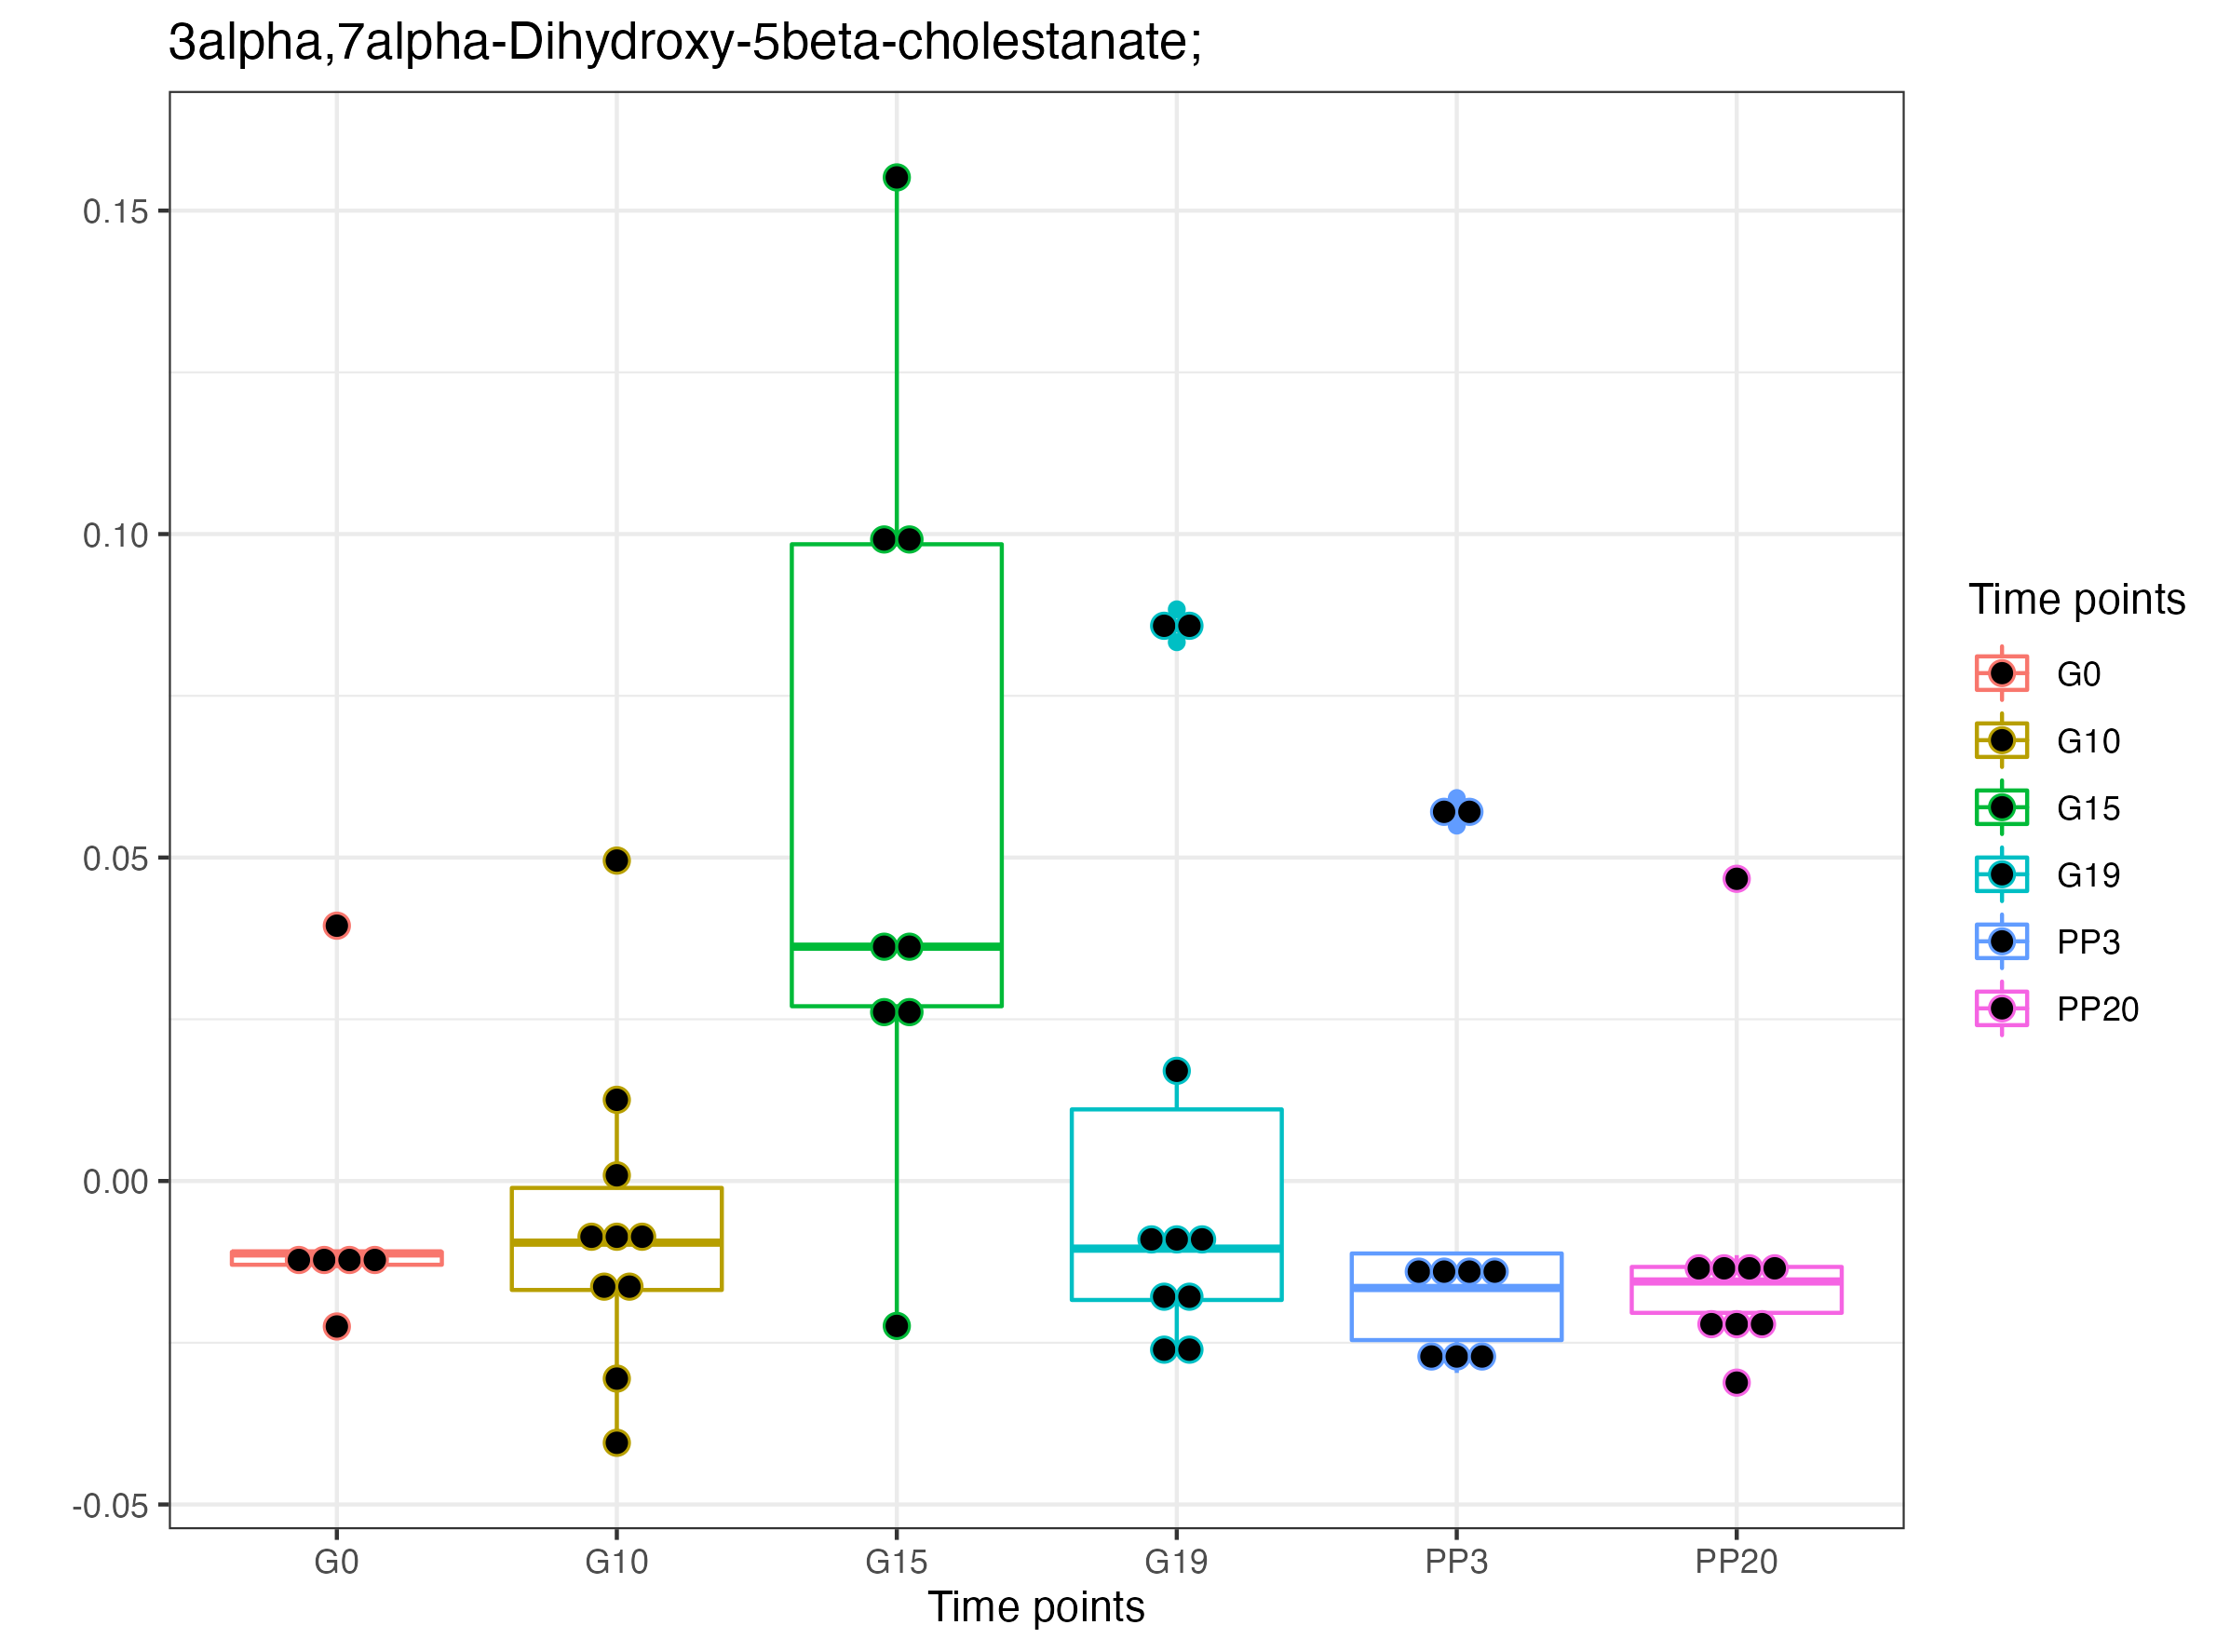 3alpha,7alpha-Dihydroxy-5beta-cholestanate;
0.15
0.10
0.05
0.00
-0.05
G0
G10
G15
G19
PP3
PP20
Time points
Time points
G0
G10
G15
G19
PP3
PP20